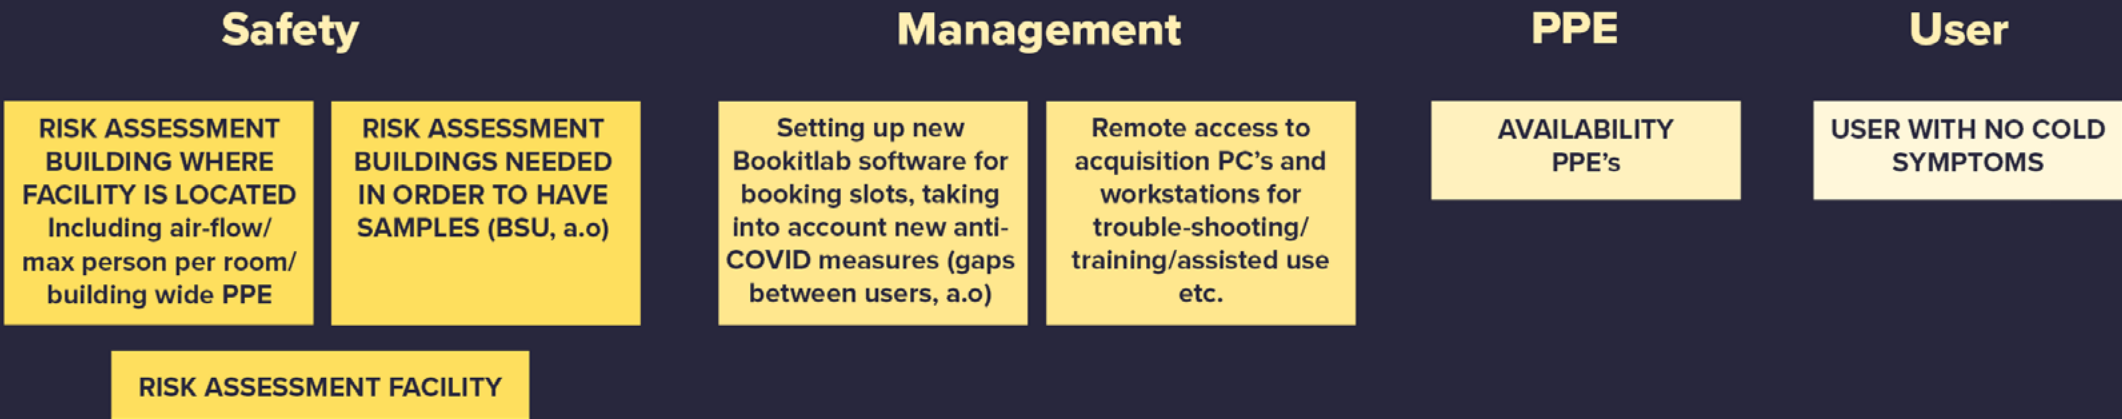 Safety
RISK ASSESSMENT
BUILDING WHERE
FACILITY IS LOCATED
Including air-flow/
max person per room/
building wide PPE
RISK ASSESSMENT
BUILDINGS NEEDED
IN ORDER TO HAVE
SAMPLES (BSU, a.o)
RISK ASSESSMENT FACILITY
Management
Setting up new
Bookitlab software for
booking slots, taking
into account new anti-
COVID measures (gaps
between users, a.o)
Remote access to
acquisition PC’s and
workstations for
trouble-shooting/
training/assisted use
etc.
PPE
AVAILABILITY
PPE’s
User
USER WITH NO COLD
SYMPTOMS